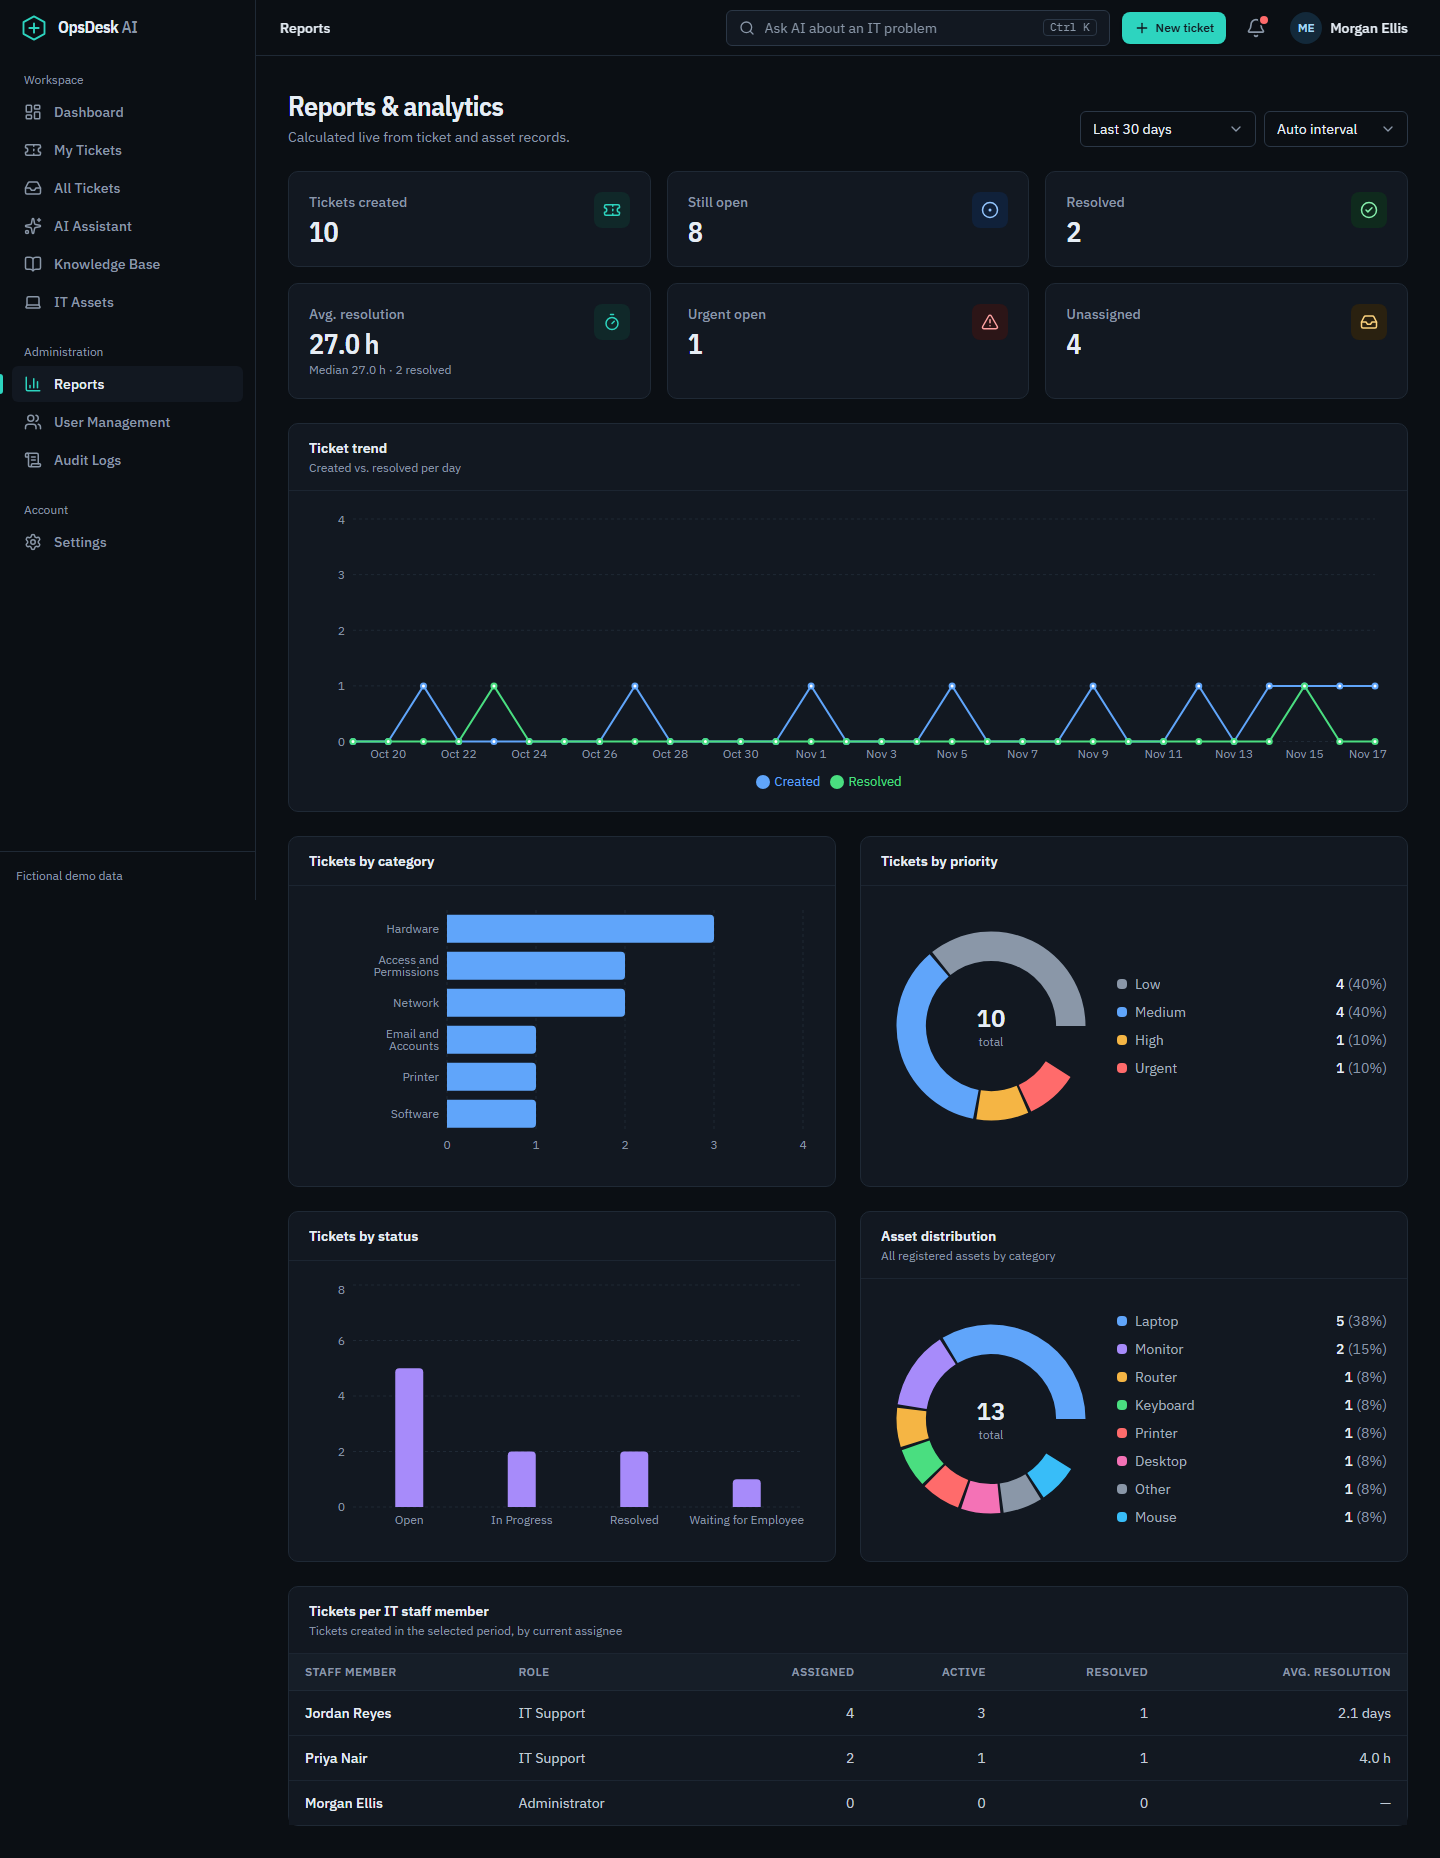 OpsDesk AI
Reports
Ask AI about an IT problem
Ctrl K
New ticket
ME
Morgan Ellis
Workspace
Dashboard
My Tickets
All Tickets
AI Assistant
Knowledge Base
IT Assets
Administration
Reports
User Management
Audit Logs
Account
Settings
Fictional demo data
Reports & analytics
Calculated live from ticket and asset records.
Last 30 days
Auto interval
Tickets created
10
Still open
8
Resolved
2
Avg. resolution
27.0 h
Median 27.0 h · 2 resolved
Urgent open
1
Unassigned
4
Ticket trend
Created vs. resolved per day
4
3
2
1
0
Oct 20 Oct 22 Oct 24 Oct 26 Oct 28 Oct 30 Nov 1 Nov 3 Nov 5 Nov 7 Nov 9 Nov 11 Nov 13 Nov 15 Nov 17
Created Resolved
Tickets by category
Hardware
Access and
Permissions
Network
Email and
Accounts
Printer
Software
0 1 2 3 4
Tickets by priority
10
total
Low 4 (40%)
Medium 4 (40%)
High 1 (10%)
Urgent 1 (10%)
Tickets by status
8
6
4
2
0
Open In Progress Resolved Waiting for Employee
Asset distribution
All registered assets by category
13
total
Laptop 5 (38%)
Monitor 2 (15%)
Router 1 (8%)
Keyboard 1 (8%)
Printer 1 (8%)
Desktop 1 (8%)
Other 1 (8%)
Mouse 1 (8%)
Tickets per IT staff member
Tickets created in the selected period, by current assignee
STAFF MEMBER ROLE ASSIGNED ACTIVE RESOLVED AVG. RESOLUTION
Jordan Reyes IT Support 4 3 1 2.1 days
Priya Nair IT Support 2 1 1 4.0 h
Morgan Ellis Administrator 0 0 0 —